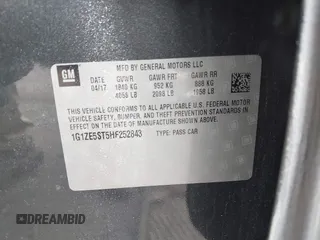 GM
MFD BY GENERAL MOTORS LLC
DATE GVWR GAWR FRT GAWR RR
04/17 1840 KG 952 KG 888 KG
4056 LB 2098 LB 1958 LB
THIS VEHICLE CONFORMS TO ALL APPLICABLE U.S. FEDERAL MOTOR
VEHICLE SAFETY, BUMPER, AND THEFT PREVENTION STANDARDS IN EFFECT
ON THE DATE OF MANUFACTURE SHOWN ABOVE.
1G1ZE5ST5HF252843 TYPE: PASS CAR
DREAMBID